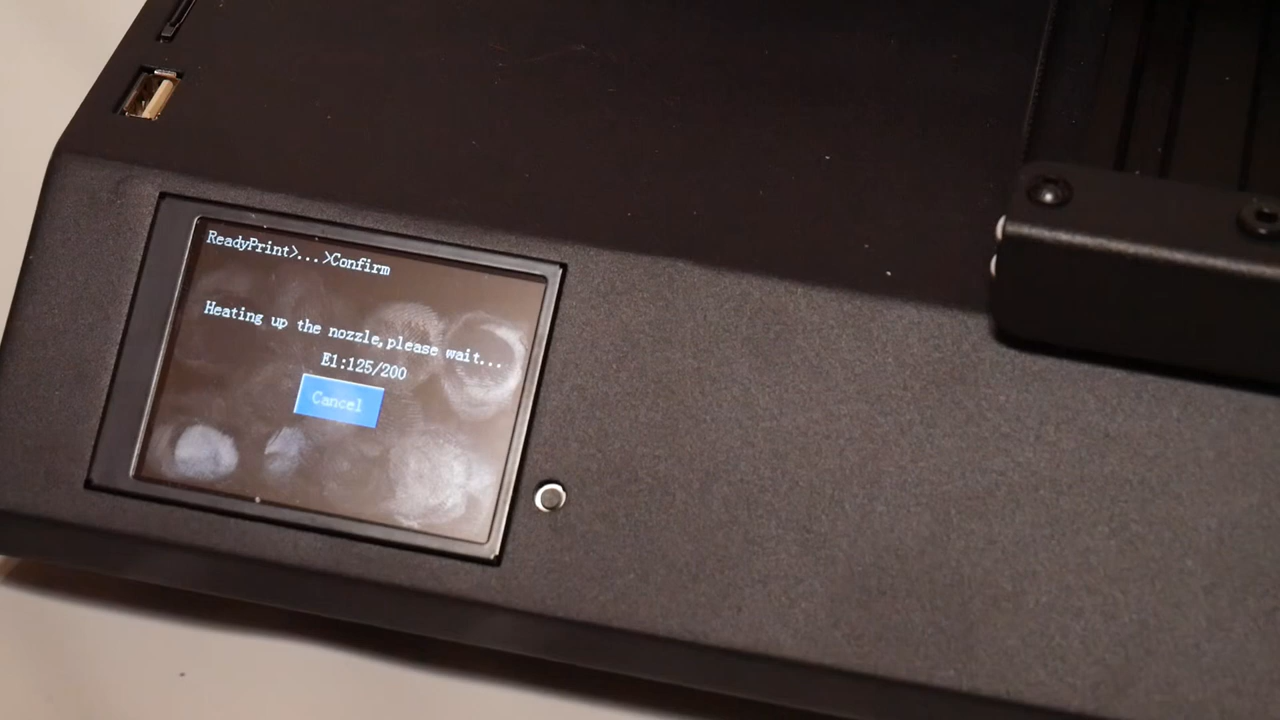 ReadyPrint>...>Confirm
Heating up the nozzle,please wait...
E1:125/200
Cancel